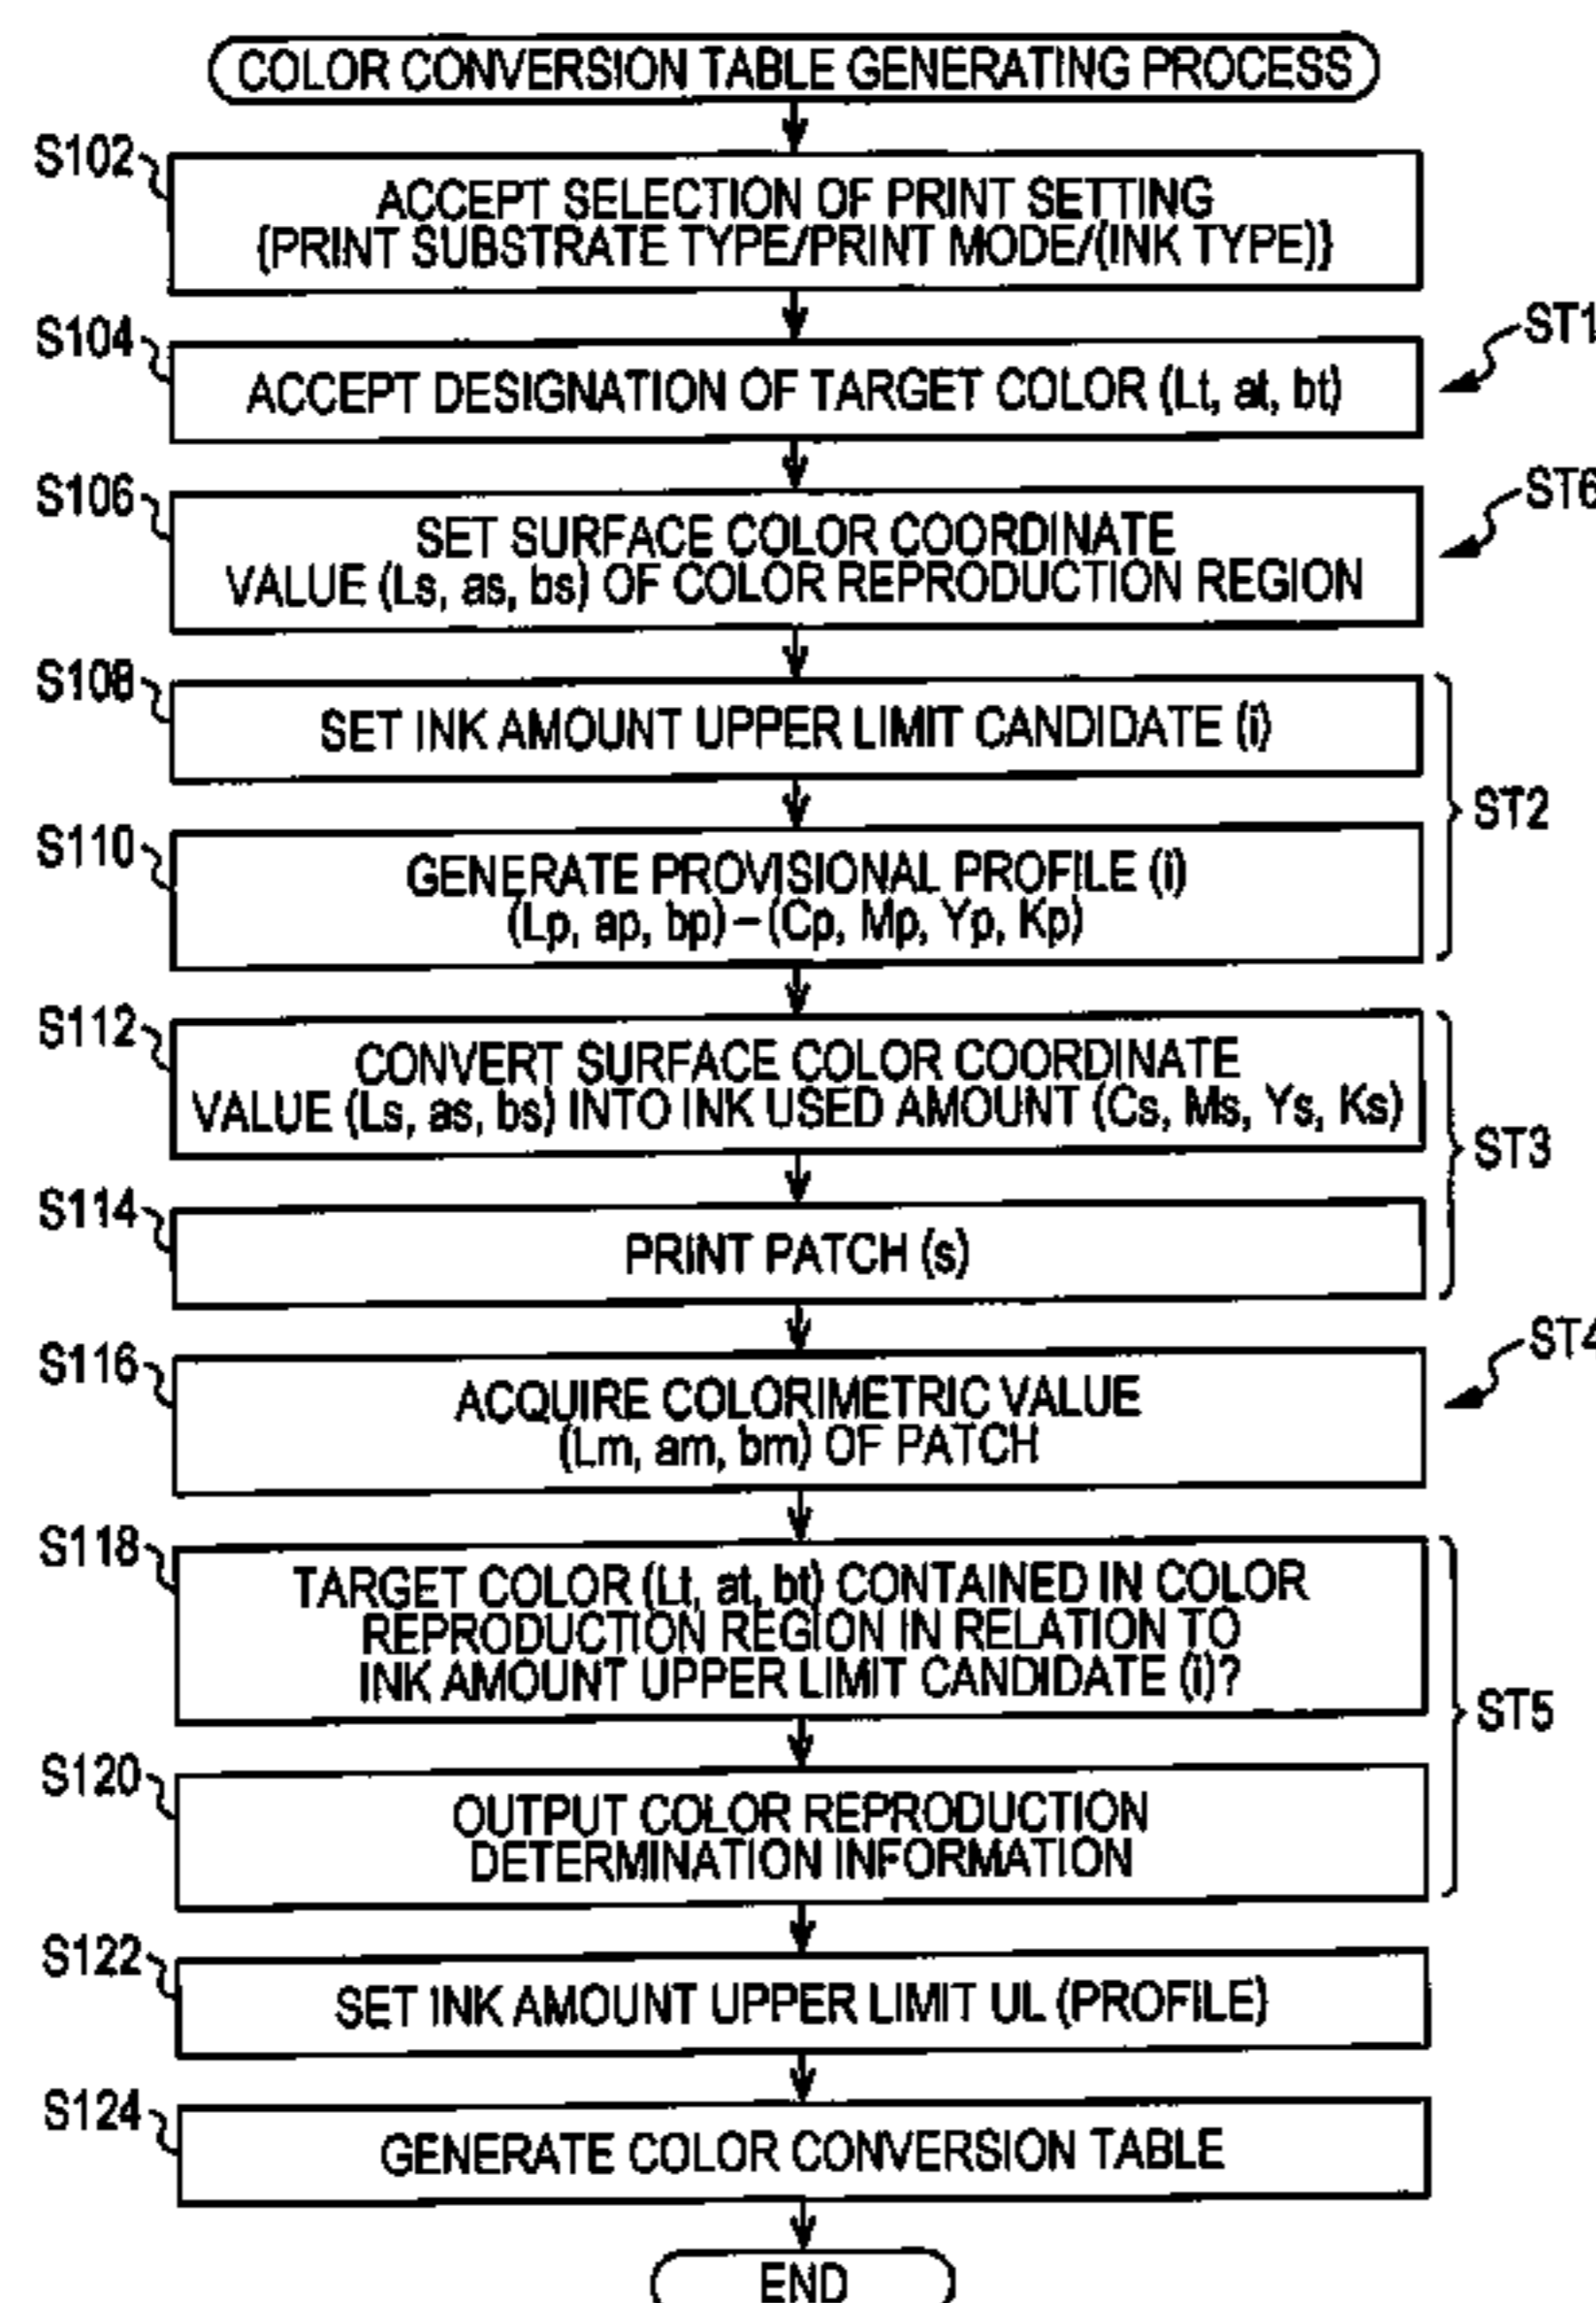 COLOR CONVERSION TABLE GENERATING PROCESS
S102
ACCEPT SELECTION OF PRINT SETTING
{PRINT SUBSTRATE TYPE/PRINT MODE/(INK TYPE)}
S104
ACCEPT DESIGNATION OF TARGET COLOR (Lt, at, bt)
ST1
S106
SET SURFACE COLOR COORDINATE
VALUE (Ls, as, bs) OF COLOR REPRODUCTION REGION
ST6
S108
SET INK AMOUNT UPPER LIMIT CANDIDATE (i)
ST2
S110
GENERATE PROVISIONAL PROFILE (i)
(Lp, ap, bp) – (Cp, Mp, Yp, Kp)
S112
CONVERT SURFACE COLOR COORDINATE
VALUE (Ls, as, bs) INTO INK USED AMOUNT (Cs, Ms, Ys, Ks)
ST3
S114
PRINT PATCH (s)
S116
ACQUIRE COLORIMETRIC VALUE
(Lm, am, bm) OF PATCH
ST4
S118
TARGET COLOR (Lt, at, bt) CONTAINED IN COLOR
REPRODUCTION REGION IN RELATION TO
INK AMOUNT UPPER LIMIT CANDIDATE (i)?
ST5
S120
OUTPUT COLOR REPRODUCTION
DETERMINATION INFORMATION
S122
SET INK AMOUNT UPPER LIMIT UL (PROFILE)
S124
GENERATE COLOR CONVERSION TABLE
END